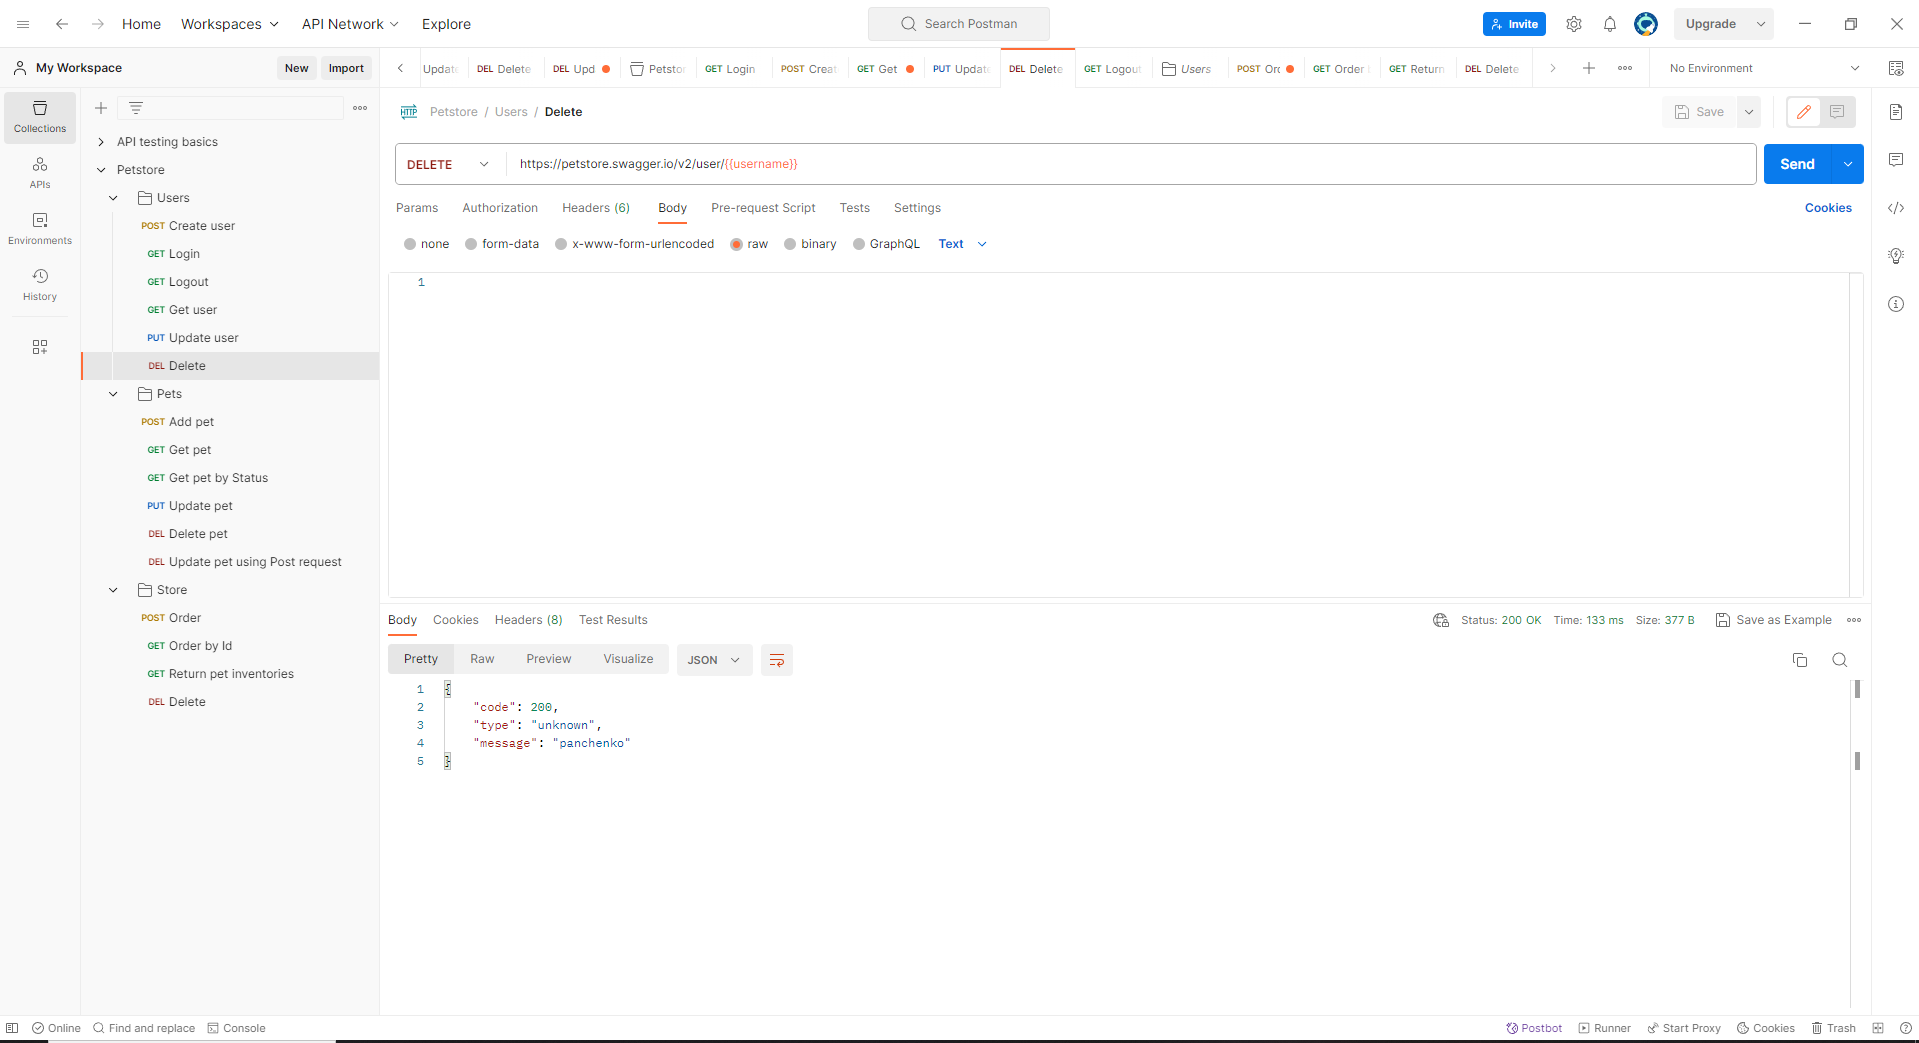 Home Workspaces API Network Explore Search Postman Invite Upgrade
My Workspace New Import
Update DEL Delete DEL Upd Petstor GET Login POST Creat GET Get PUT Update DEL Delete GET Logout Users POST Orc GET Order GET Return DEL Delete No Environment
Collections
APIs
Environments
History
API testing basics
Petstore
Users
POST Create user
GET Login
GET Logout
GET Get user
PUT Update user
DEL Delete
Pets
POST Add pet
GET Get pet
GET Get pet by Status
PUT Update pet
DEL Delete pet
DEL Update pet using Post request
Store
POST Order
GET Order by Id
GET Return pet inventories
DEL Delete
HTTP Petstore / Users / Delete Save
DELETE https://petstore.swagger.io/v2/user/{{username}} Send
Params Authorization Headers (6) Body Pre-request Script Tests Settings Cookies
none form-data x-www-form-urlencoded raw binary GraphQL Text
1
Body Cookies Headers (8) Test Results Status: 200 OK Time: 133 ms Size: 377 B Save as Example
Pretty Raw Preview Visualize JSON
1 {
2 "code": 200,
3 "type": "unknown",
4 "message": "panchenko"
5 }
Online Find and replace Console Postbot Runner Start Proxy Cookies Trash